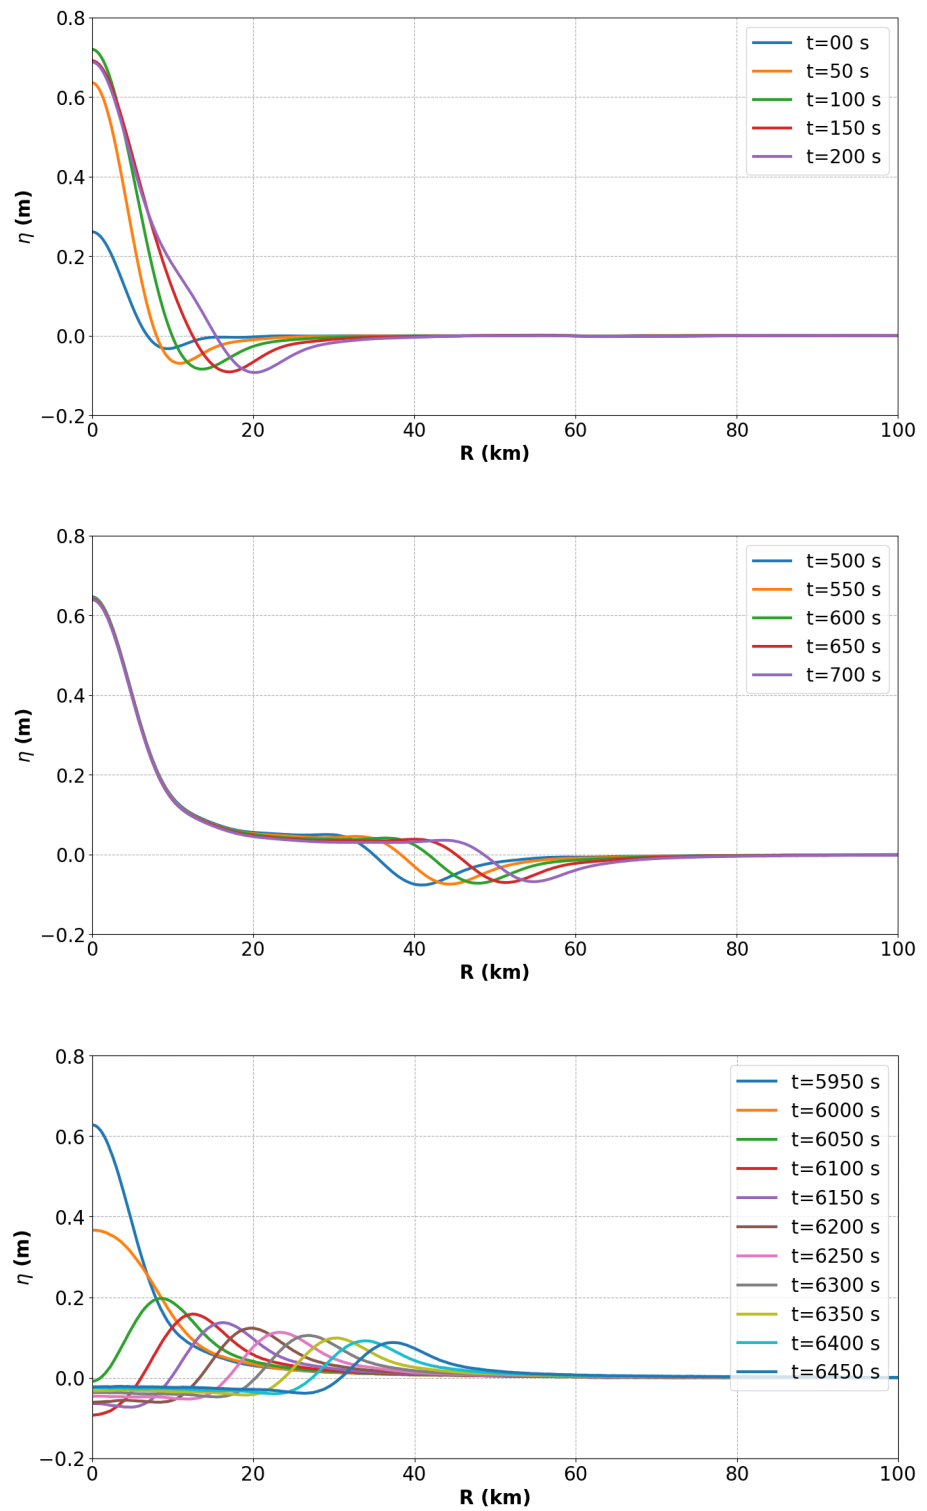 0.8
0.6
0.4
0.2
0.0
−0.2
η (m)
0 20 40 60 80 100
R (km)
t=00 s
t=50 s
t=100 s
t=150 s
t=200 s
0.8
0.6
0.4
0.2
0.0
−0.2
η (m)
0 20 40 60 80 100
R (km)
t=500 s
t=550 s
t=600 s
t=650 s
t=700 s
0.8
0.6
0.4
0.2
0.0
−0.2
η (m)
0 20 40 60 80 100
R (km)
t=5950 s
t=6000 s
t=6050 s
t=6100 s
t=6150 s
t=6200 s
t=6250 s
t=6300 s
t=6350 s
t=6400 s
t=6450 s